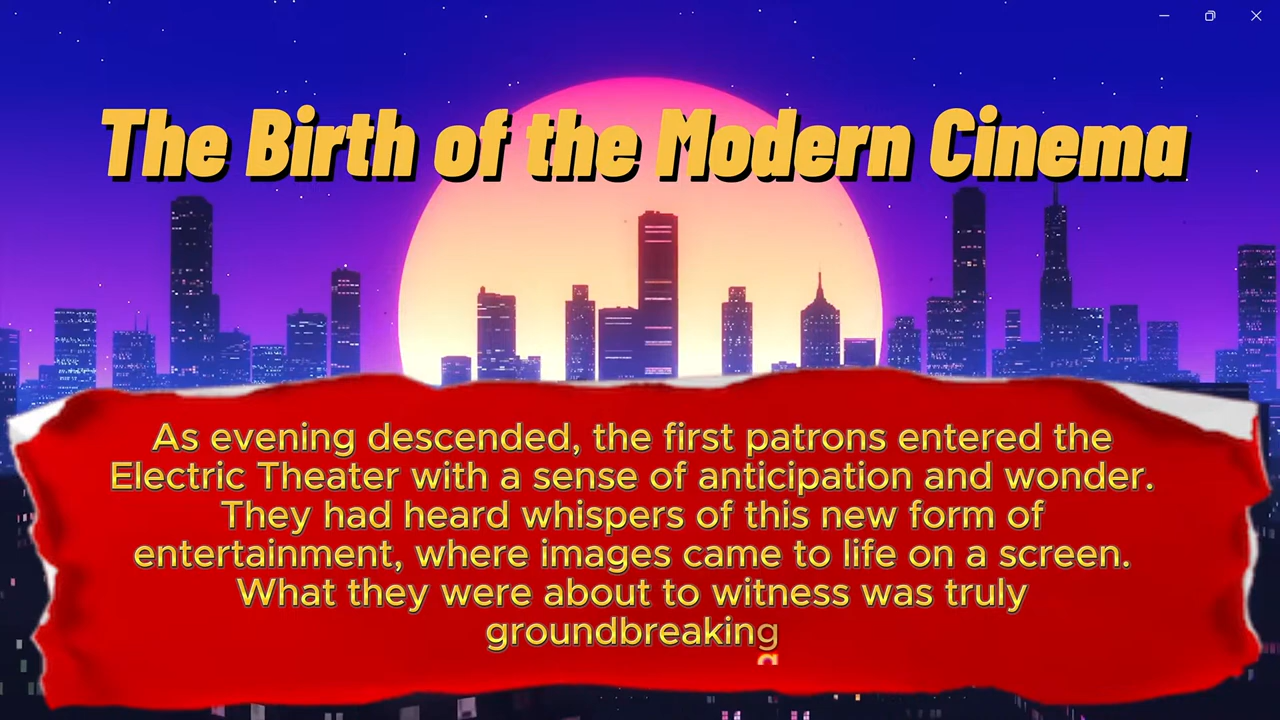 The Birth of the Modern Cinema
As evening descended, the first patrons entered the
Electric Theater with a sense of anticipation and wonder.
They had heard whispers of this new form of
entertainment, where images came to life on a screen.
What they were about to witness was truly
groundbreaking